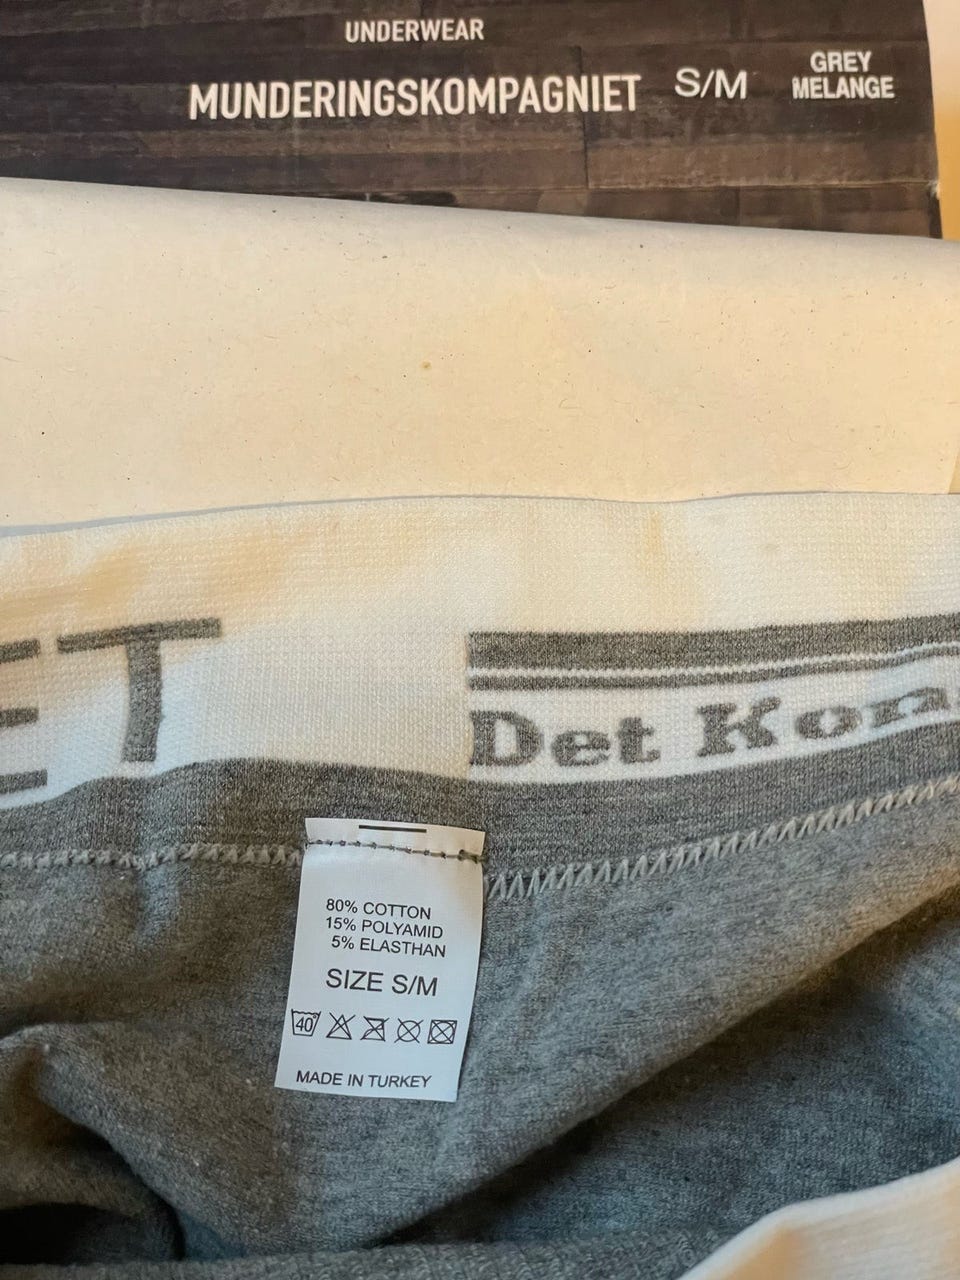 UNDERWEAR
MUNDERINGSKOMPAGNIET S/M GREY MELANGE
ET
Det Kon
80% COTTON
15% POLYAMID
5% ELASTHAN
SIZE S/M
40
MADE IN TURKEY